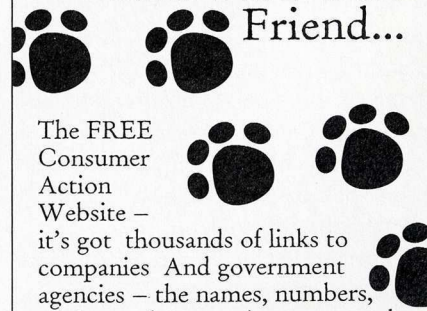 Friend...
The FREE
Consumer
Action
Website –
it's got thousands of links to
companies And government
agencies – the names, numbers,